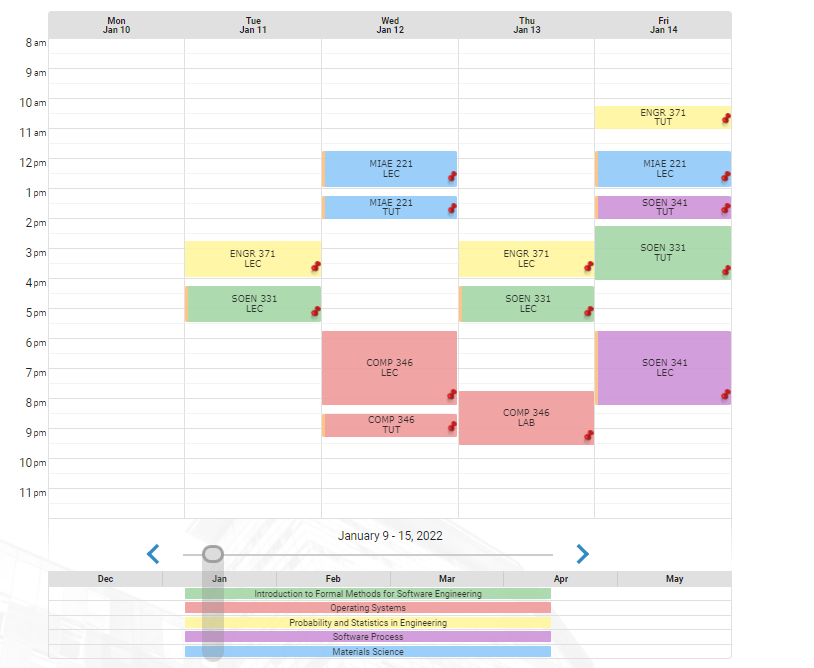 Mon Tue Wed Thu Fri
Jan 10 Jan 11 Jan 12 Jan 13 Jan 14
8 am
9 am
10 am
ENGR 371
TUT
11 am
12 pm
MIAE 221
LEC
MIAE 221
LEC
1 pm
MIAE 221
TUT
SOEN 341
TUT
2 pm
3 pm
ENGR 371
LEC
ENGR 371
LEC
SOEN 331
TUT
4 pm
5 pm
SOEN 331
LEC
SOEN 331
LEC
6 pm
7 pm
COMP 346
LEC
SOEN 341
LEC
8 pm
COMP 346
LAB
9 pm
COMP 346
TUT
10 pm
11 pm
January 9 - 15, 2022
Dec Jan Feb Mar Apr May
Introduction to Formal Methods for Software Engineering
Operating Systems
Probability and Statistics in Engineering
Software Process
Materials Science